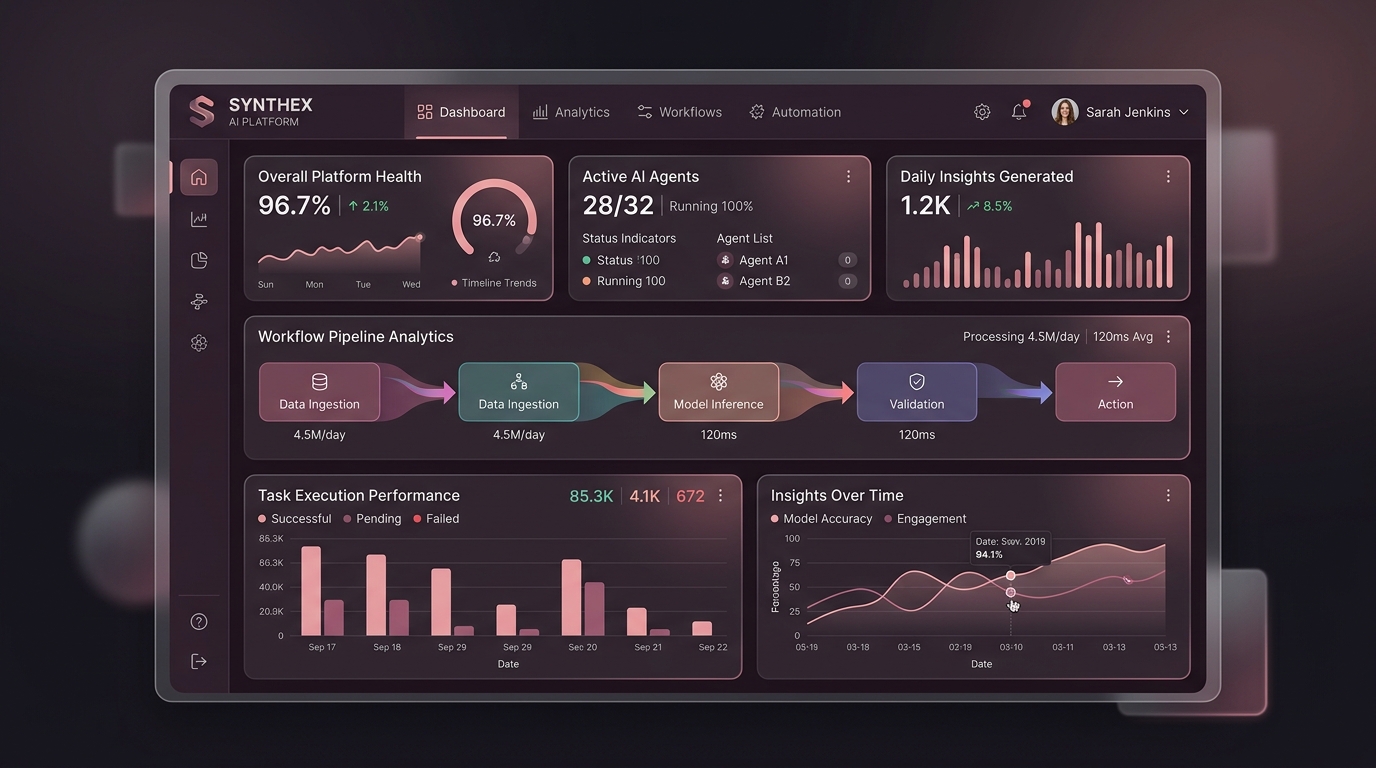 SYNTHEX
AI PLATFORM
Dashboard
Analytics
Workflows
Automation
Sarah Jenkins
Overall Platform Health
96.7%
↑ 2.1%
96.7%
Sun Mon Tue Wed
Timeline Trends
Active AI Agents
28/32
Running 100%
Status Indicators
Status 100
Running 100
Agent List
Agent A1 0
Agent B2 0
Daily Insights Generated
1.2K
8.5%
Workflow Pipeline Analytics
Processing 4.5M/day
120ms Avg
Data Ingestion
4.5M/day
Data Ingestion
4.5M/day
Model Inference
120ms
Validation
120ms
Action
Task Execution Performance
85.3K
4.1K
672
Successful
Pending
Failed
86.3K
40.0K
0
Sep 17 Sep 18 Sep 29 Sep 29 Sec 20 Sep 21 Sep 22
Date
Insights Over Time
Model Accuracy
Engagement
Date: 2019
94.1%
100
75
50
25
0
05-19 03-18 03-15 02-19 03-10 03-11 03-13
Date